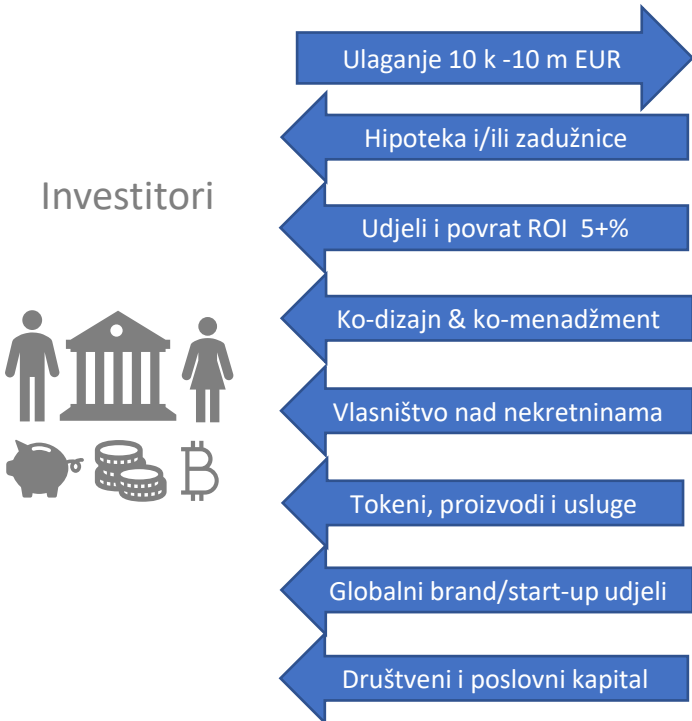 Ulaganje 10 k -10 m EUR
Hipoteka i/ili zadužnice
Investitori
Udjeli i povrat ROI  5+%
Ko-dizajn & ko-menadžment
Vlasništvo nad nekretninama
Tokeni, proizvodi i usluge
Globalni brand/start-up udjeli
Društveni i poslovni kapital